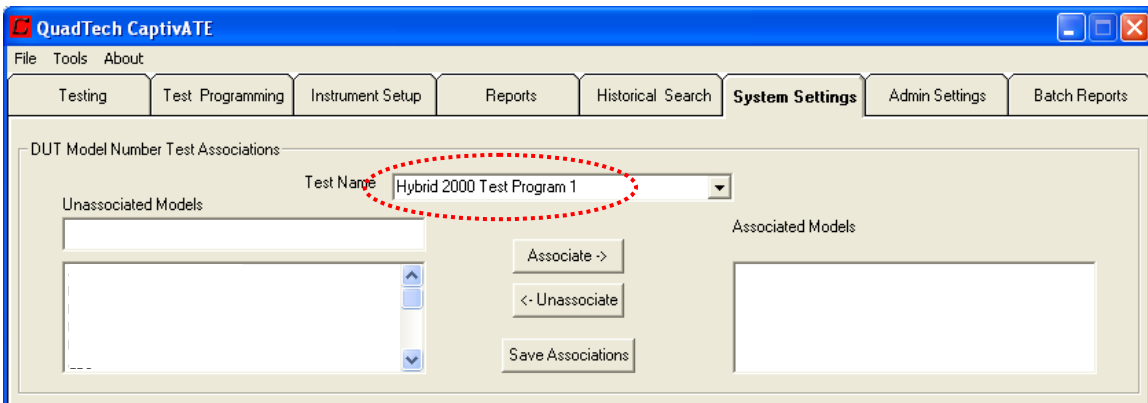 QuadTech CaptivATE
File Tools About
Testing Test Programming Instrument Setup Reports Historical Search System Settings Admin Settings Batch Reports
DUT Model Number Test Associations
Test Name Hybrid 2000 Test Program 1
Unassociated Models
Associated Models
Associate ->
<- Unassociate
Save Associations